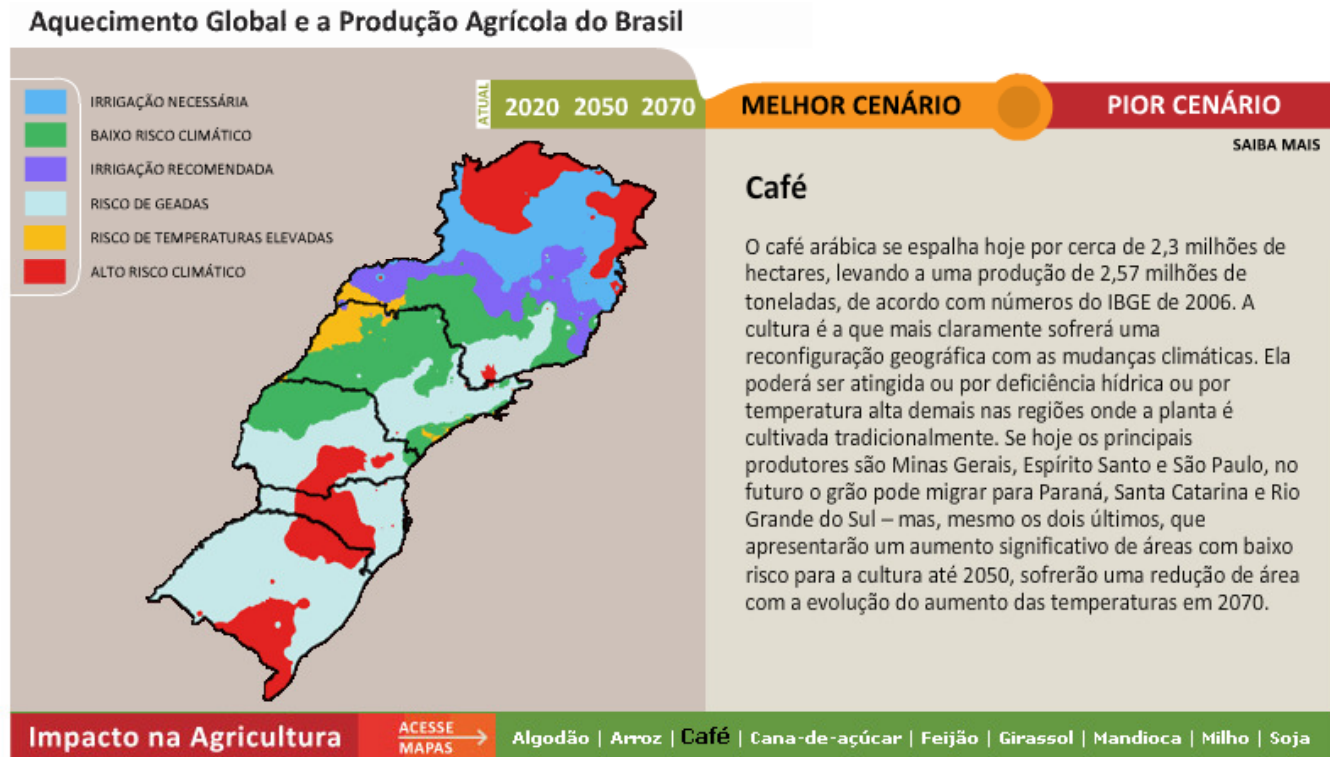 Aquecimento Global e a Produção Agrícola do Brasil
IRRIGAÇÃO NECESSÁRIA
BAIXO RISCO CLIMÁTICO
IRRIGAÇÃO RECOMENDADA
RISCO DE GEADAS
RISCO DE TEMPERATURAS ELEVADAS
ALTO RISCO CLIMÁTICO
ATUAL
2020 2050 2070
MELHOR CENÁRIO
PIOR CENÁRIO
SAIBA MAIS
Café
O café arábica se espalha hoje por cerca de 2,3 milhões de
hectares, levando a uma produção de 2,57 milhões de
toneladas, de acordo com números do IBGE de 2006. A
cultura é a que mais claramente sofrerá uma
reconfiguração geográfica com as mudanças climáticas. Ela
poderá ser atingida ou por deficiência hídrica ou por
temperatura alta demais nas regiões onde a planta é
cultivada tradicionalmente. Se hoje os principais
produtores são Minas Gerais, Espírito Santo e São Paulo, no
futuro o grão pode migrar para Paraná, Santa Catarina e Rio
Grande do Sul – mas, mesmo os dois últimos, que
apresentarão um aumento significativo de áreas com baixo
risco para a cultura até 2050, sofrerão uma redução de área
com a evolução do aumento das temperaturas em 2070.
Impacto na Agricultura
ACESSE
MAPAS
Algodão | Arroz | Café | Cana-de-açúcar | Feijão | Girassol | Mandioca | Milho | Soja